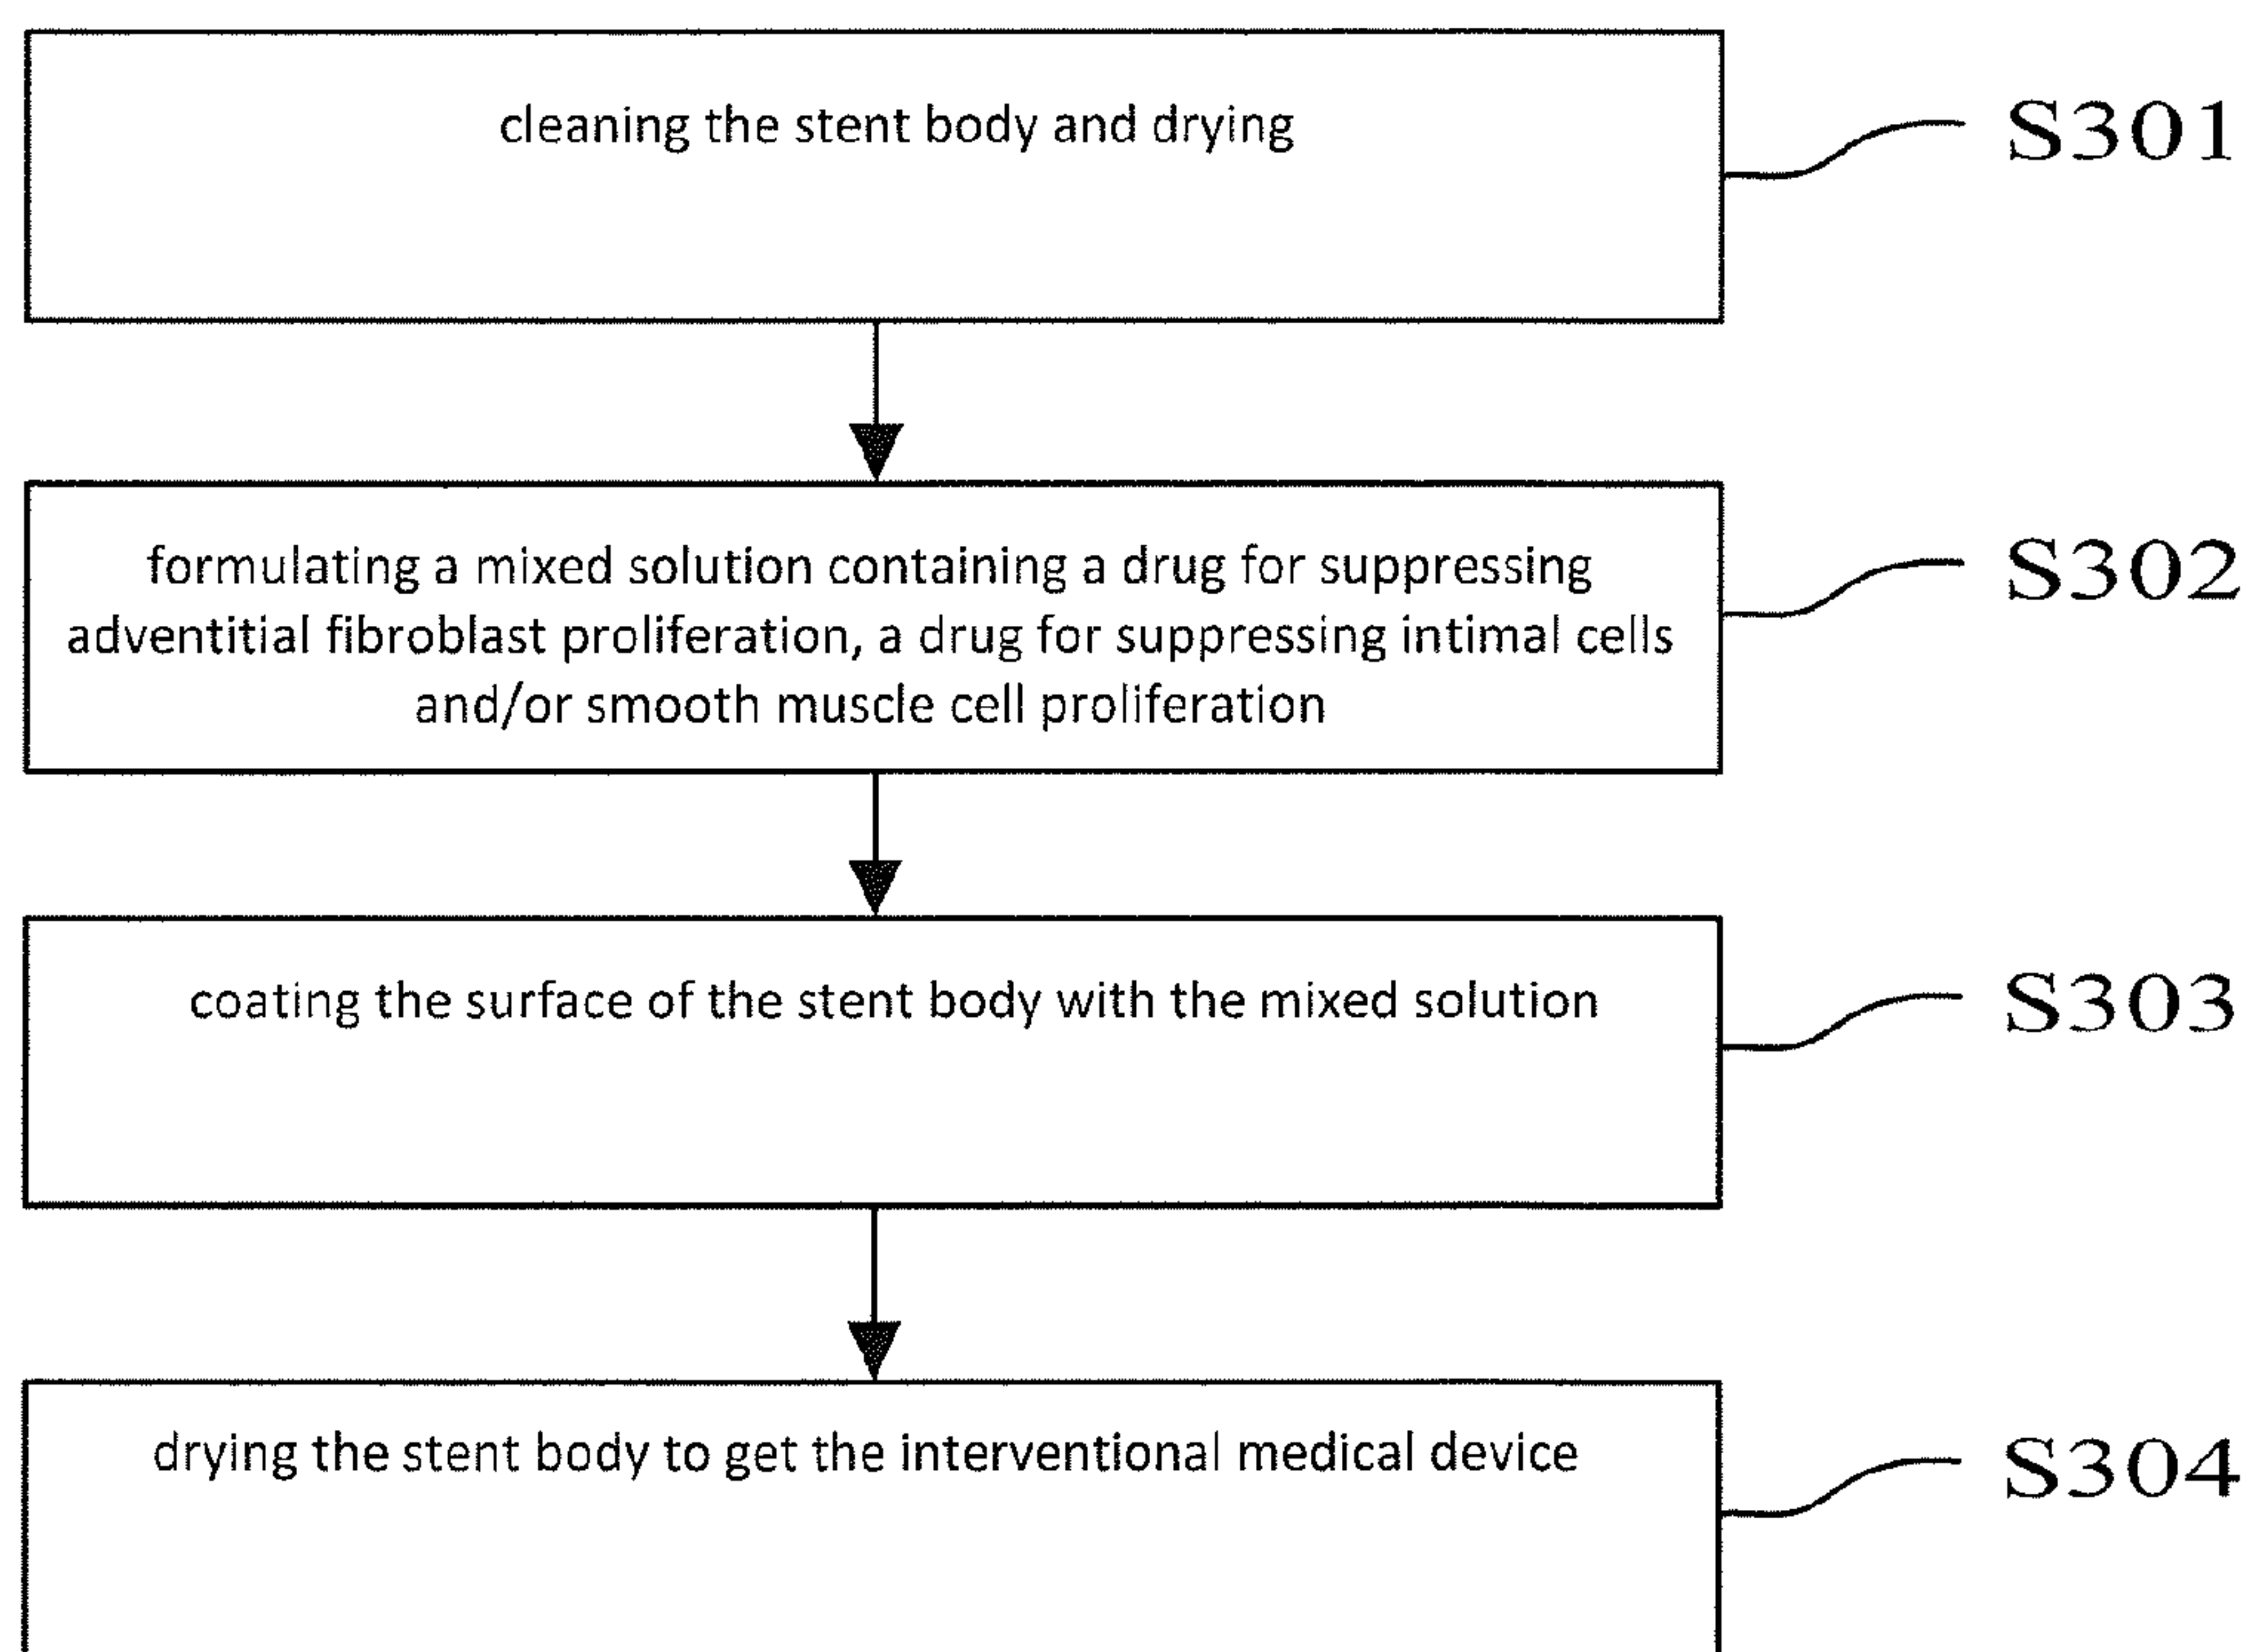 cleaning the stent body and drying
S301
formulating a mixed solution containing a drug for suppressing
adventitial fibroblast proliferation, a drug for suppressing intimal cells
and/or smooth muscle cell proliferation
S302
coating the surface of the stent body with the mixed solution
S303
drying the stent body to get the interventional medical device
S304